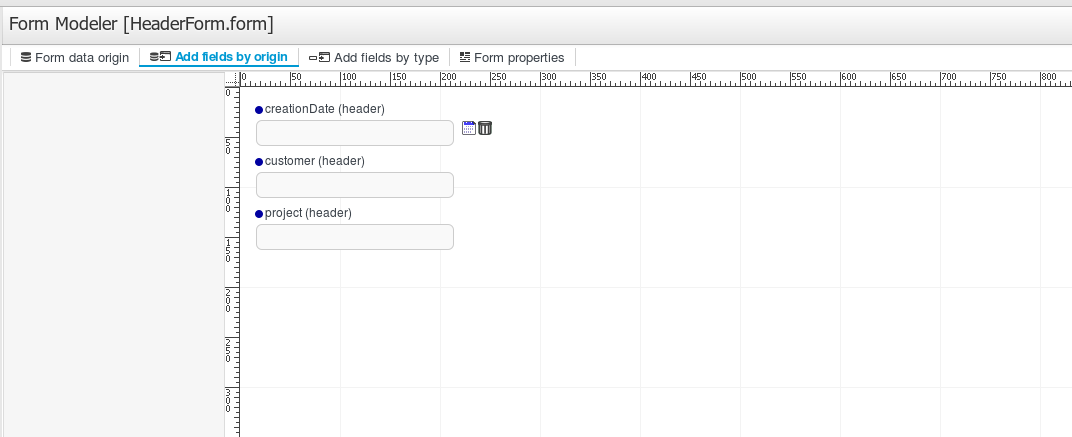 Form Modeler [HeaderForm.form]
Form data origin Add fields by origin Add fields by type Form properties
0 50 100 150 200 250 300 350 400 450 500 550 600 650 700 750 800
0
50
100
150
200
250
300
creationDate (header)
customer (header)
project (header)